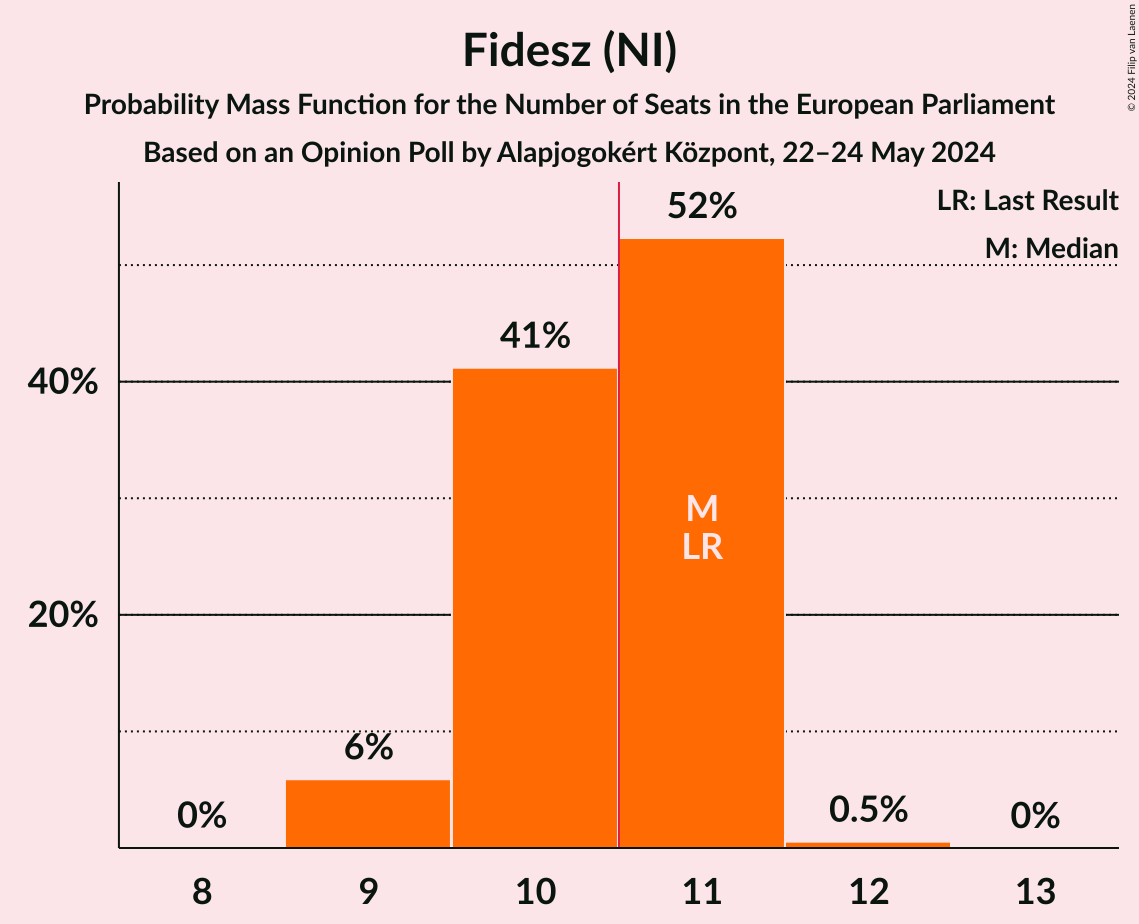 Fidesz (NI)
Probability Mass Function for the Number of Seats in the European Parliament
Based on an Opinion Poll by Alapjogokért Központ, 22–24 May 2024
© 2024 Filip van Laenen
LR: Last Result
M: Median
52%
41%
40%
M
LR
20%
6%
0%
0.5%
0%
8
9
10
11
12
13